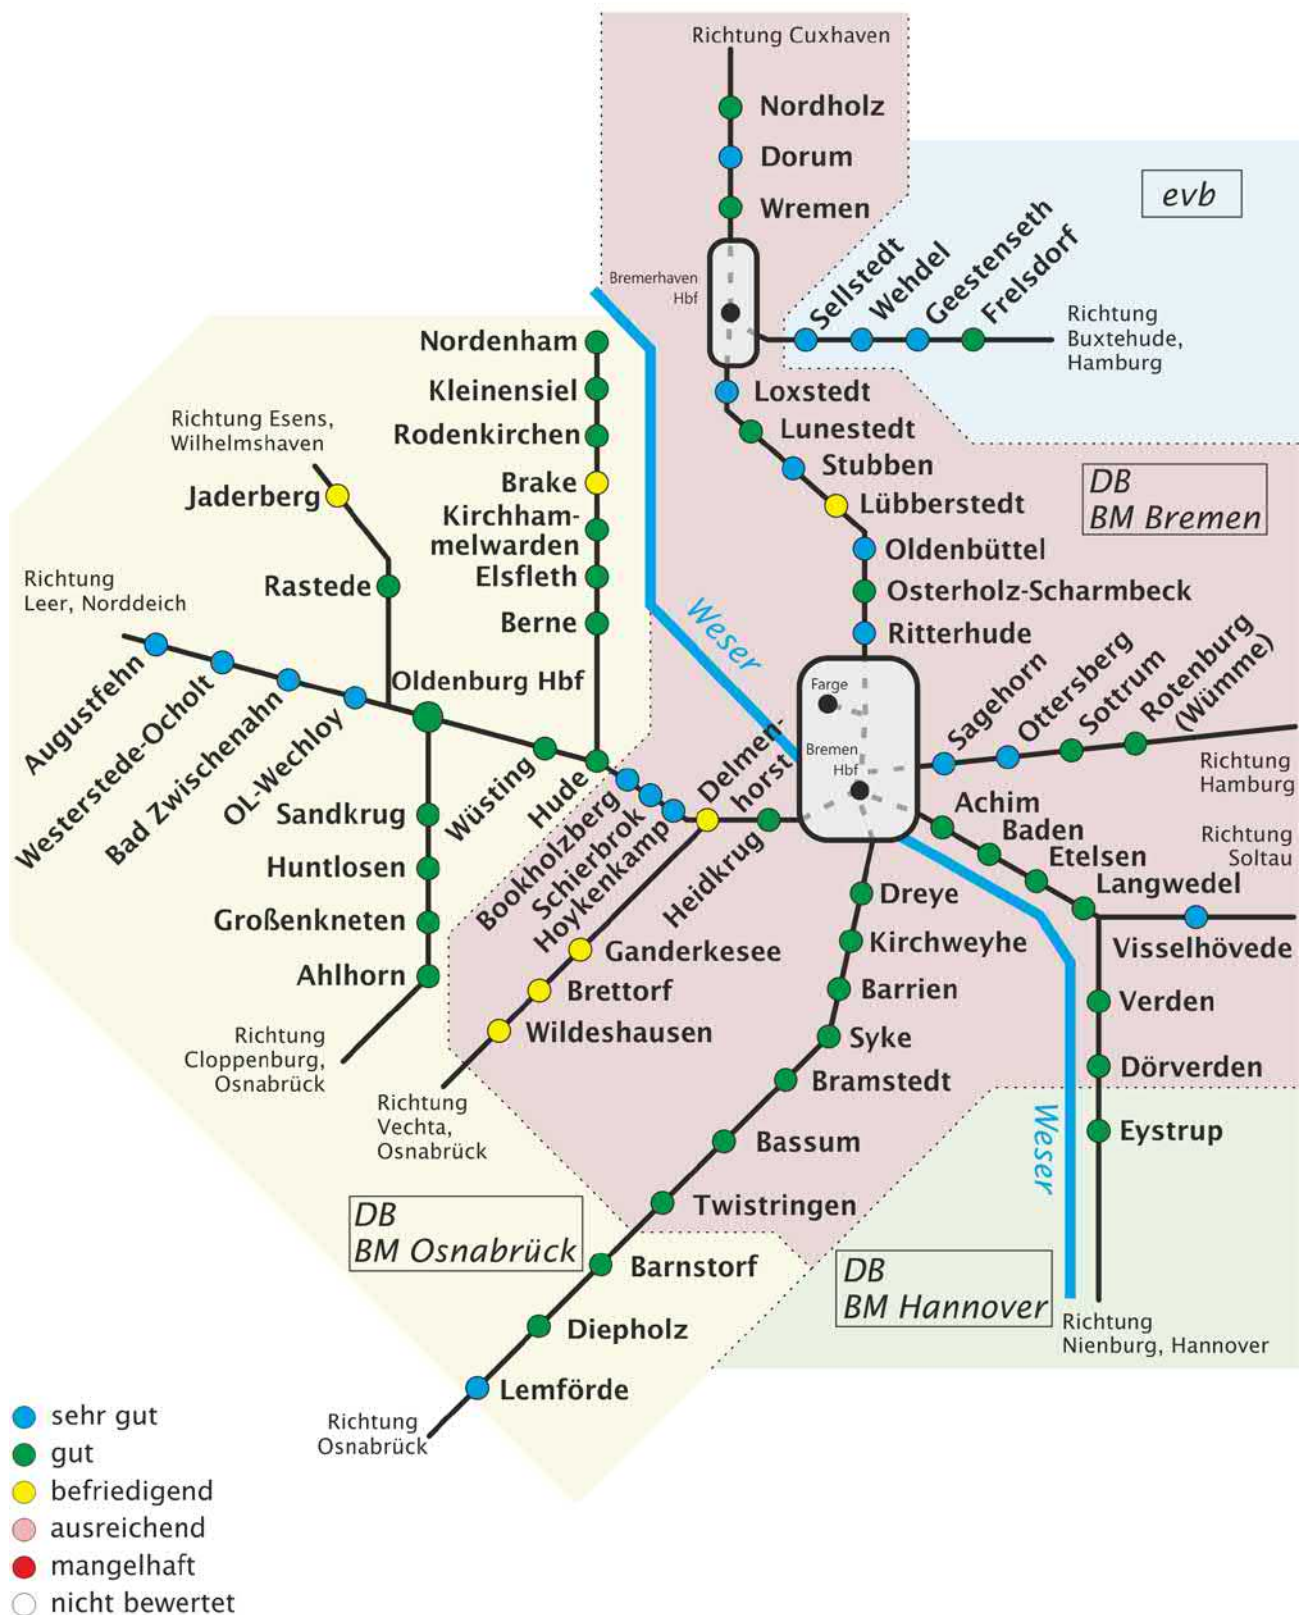 Richtung Cuxhaven
Nordholz
Dorum
Wremen
evb
Bremerhaven
Hbf
Sellstedt
Wehdel
Geestenseth
Frelsdorf
Richtung
Buxtehude,
Hamburg
Nordenham
Kleinensiel
Rodenkirchen
Brake
Kirchham-
melwarden
Elsfleth
Berne
Richtung Esens,
Wilhelmshaven
Jaderberg
Rastede
Richtung
Leer, Norddeich
Loxstedt
Lunestedt
Stubben
Lübberstedt
Oldenbüttel
Osterholz-Scharmbeck
Ritterhude
DB
BM Bremen
Weser
Augustfehn
Westerstede-Ocholt
Bad Zwischenahn
OL-Wechloy
Oldenburg Hbf
Wüsting
Hude
Bookholzberg
Schierbrok
Hoykenkamp
Delmen-
horst
Heidkrug
Farge
Bremen
Hbf
Sagehorn
Ottersberg
Sottrum
Rotenburg
(Wümme)
Richtung
Hamburg
Achim
Baden
Etelsen
Langwedel
Richtung
Soltau
Visselhövede
Verden
Dörverden
Eystrup
Sandkrug
Huntlosen
Großenkneten
Ahlhorn
Richtung
Cloppenburg,
Osnabrück
Ganderkesee
Brettorf
Wildeshausen
Richtung
Vechta,
Osnabrück
Dreye
Kirchweyhe
Barrien
Syke
Bramstedt
Bassum
Twistringen
Barnstorf
Diepholz
Lemförde
Richtung
Osnabrück
DB
BM Osnabrück
DB
BM Hannover
Weser
Richtung
Nienburg, Hannover
sehr gut
gut
befriedigend
ausreichend
mangelhaft
nicht bewertet